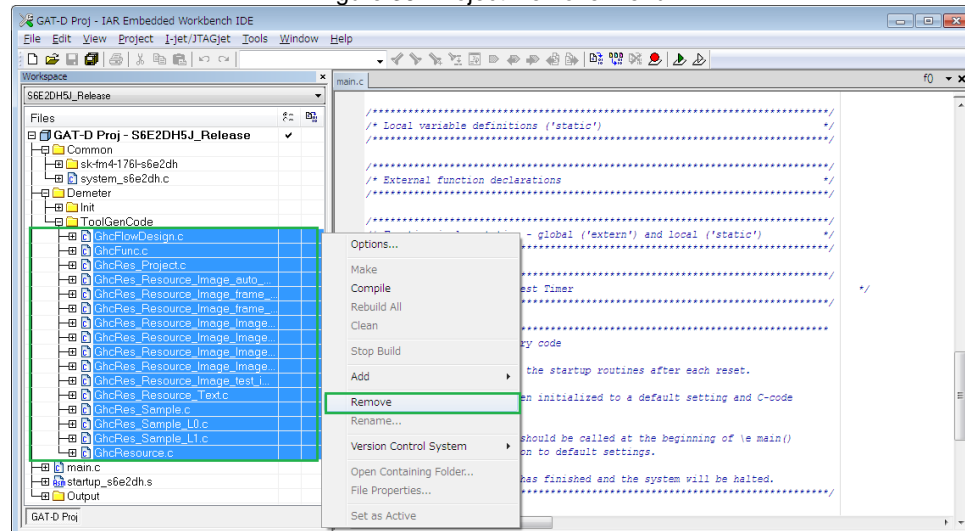 GAT-D Proj - IAR Embedded Workbench IDE
File Edit View Project I-jet/JTAGjet Tools Window Help
Workspace
S6E2DH5J_Release
Files
GAT-D Proj - S6E2DH5J_Release
Common
sk-fm4-176l-s6e2dh
system_s6e2dh.c
Demeter
Init
ToolGenCode
GhcFlowDesign.c
GhcFunc.c
GhcRes_Project.c
GhcRes_Resource_Image_auto_...
GhcRes_Resource_Image_frame_...
GhcRes_Resource_Image_frame_...
GhcRes_Resource_Image_Image...
GhcRes_Resource_Image_Image...
GhcRes_Resource_Image_Image...
GhcRes_Resource_Image_Image...
GhcRes_Resource_Image_test_i...
GhcRes_Resource_Text.c
GhcRes_Sample.c
GhcRes_Sample_L0.c
GhcRes_Sample_L1.c
GhcResource.c
main.c
startup_s6e2dh.s
Output
GAT-D Proj
Options...
Make
Compile
Rebuild All
Clean
Stop Build
Add
Remove
Rename...
Version Control System
Open Containing Folder...
File Properties...
Set as Active
main.c
f()
/* Local variable definitions ('static') */
/* External function declarations */
- global ('extern') and local ('static') */
est Timer */
ry code
the startup routines after each reset.
en initialized to a default setting and C-code
should be called at the beginning of \e main()
on to default settings.
has finished and the system will be halted.